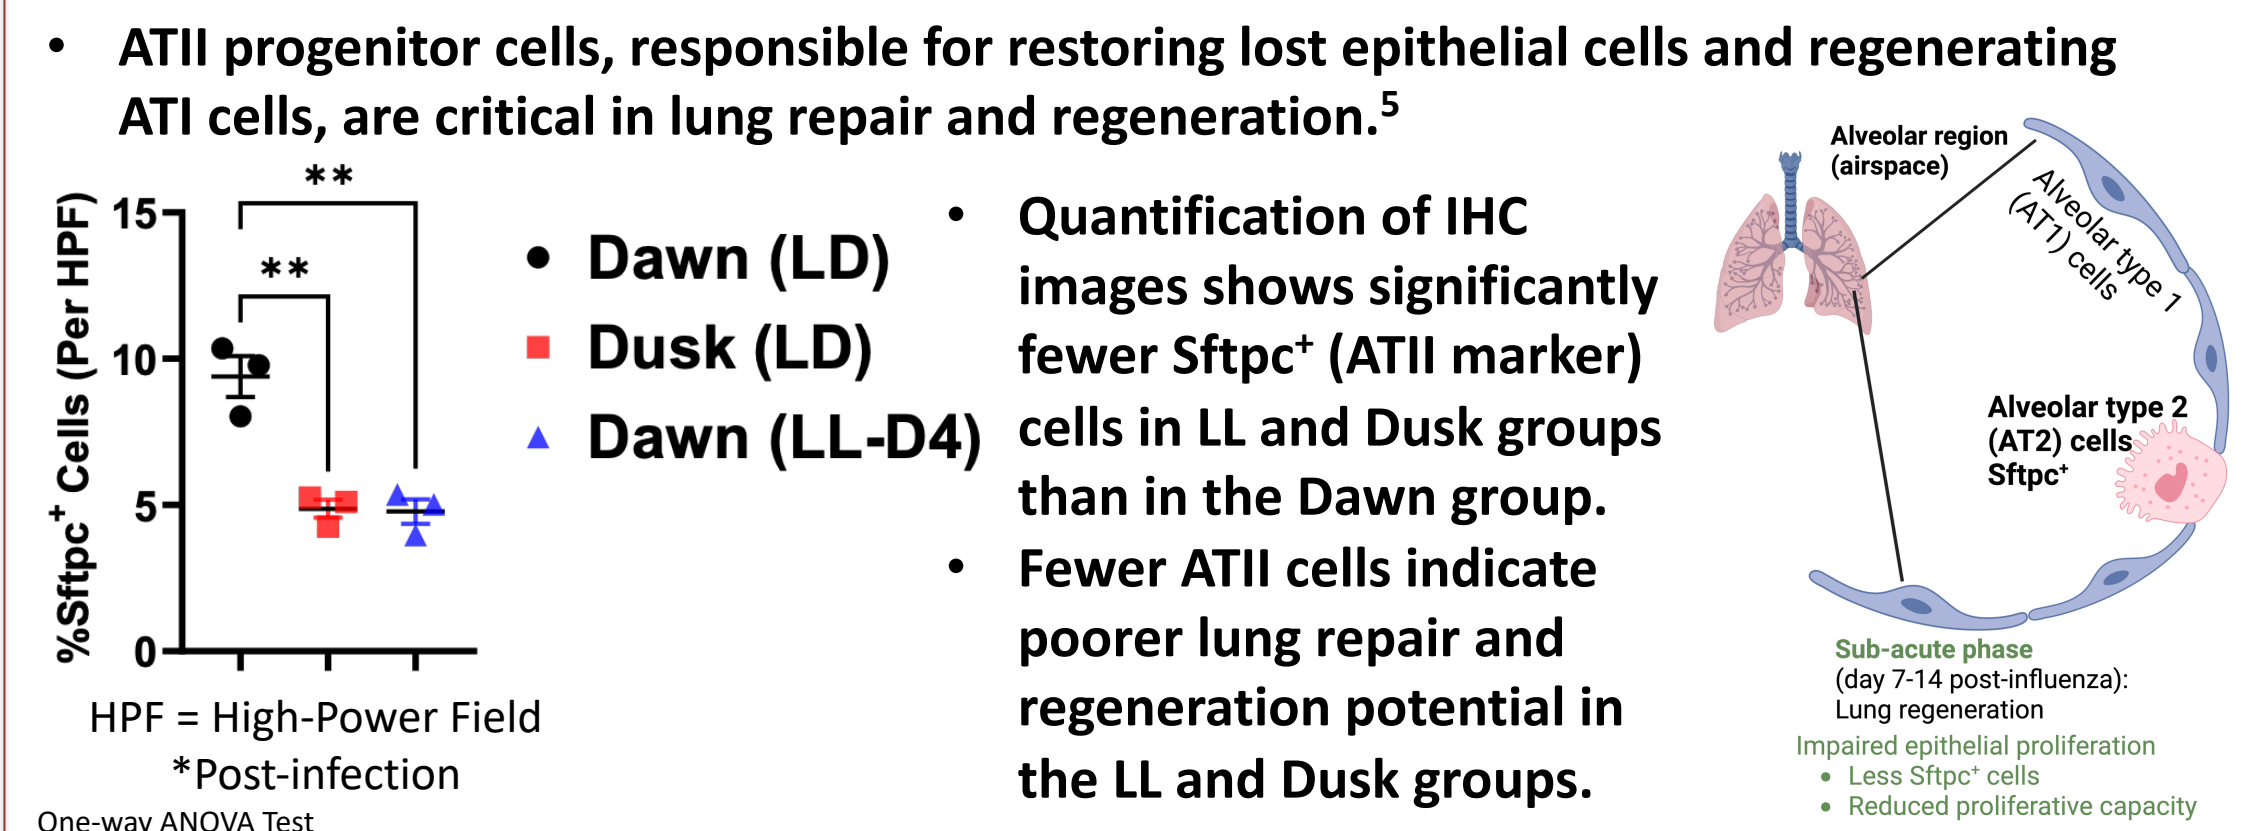 • ATII progenitor cells, responsible for restoring lost epithelial cells and regenerating
ATI cells, are critical in lung repair and regeneration.⁵
**
**
%Sftpc⁺ Cells (Per HPF)
15
10
5
0
Dawn (LD)
Dusk (LD)
Dawn (LL-D4)
HPF = High-Power Field
*Post-infection
One-way ANOVA Test
• Quantification of IHC
images shows significantly
fewer Sftpc⁺ (ATII marker)
cells in LL and Dusk groups
than in the Dawn group.
• Fewer ATII cells indicate
poorer lung repair and
regeneration potential in
the LL and Dusk groups.
Alveolar region
(airspace)
Alveolar type 1
(AT1) cells
Alveolar type 2
(AT2) cells
Sftpc⁺
Sub-acute phase
(day 7-14 post-influenza):
Lung regeneration
Impaired epithelial proliferation
• Less Sftpc⁺ cells
• Reduced proliferative capacity